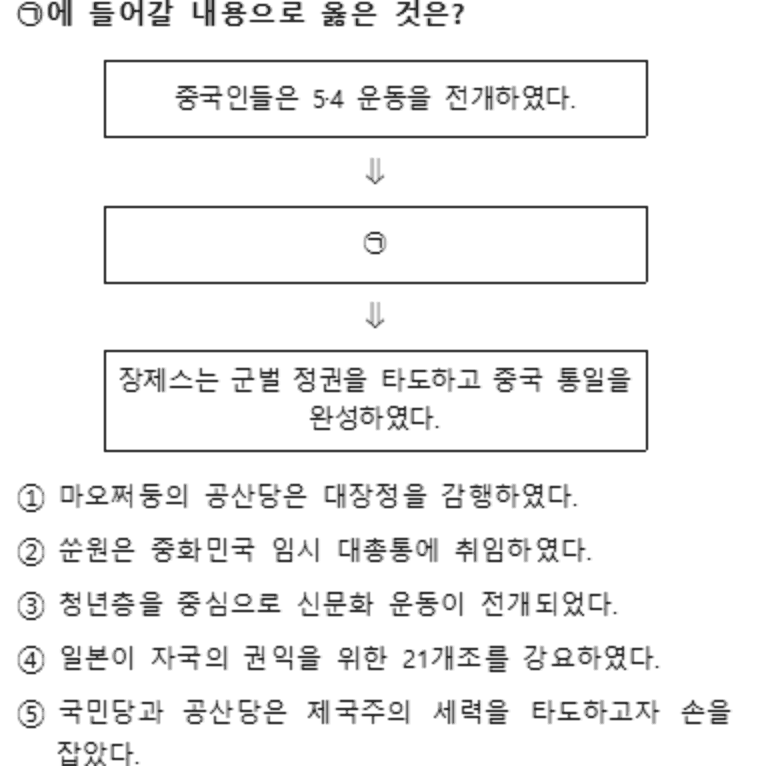 ㉠에 들어갈 내용으로 옳은 것은?
중국인들은 5·4 운동을 전개하였다.
⇓
㉠
⇓
장제스는 군벌 정권을 타도하고 중국 통일을
완성하였다.
① 마오쩌둥의 공산당은 대장정을 감행하였다.
② 쑨원은 중화민국 임시 대총통에 취임하였다.
③ 청년층을 중심으로 신문화 운동이 전개되었다.
④ 일본이 자국의 권익을 위한 21개조를 강요하였다.
⑤ 국민당과 공산당은 제국주의 세력을 타도하고자 손을
잡았다.